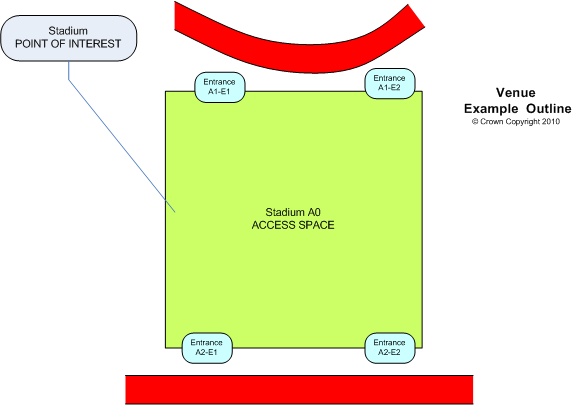 Stadium
POINT OF INTEREST
Entrance
A1-E1
Entrance
A1-E2
Venue
Example Outline
© Crown Copyright 2010
Stadium A0
ACCESS SPACE
Entrance
A2-E1
Entrance
A2-E2